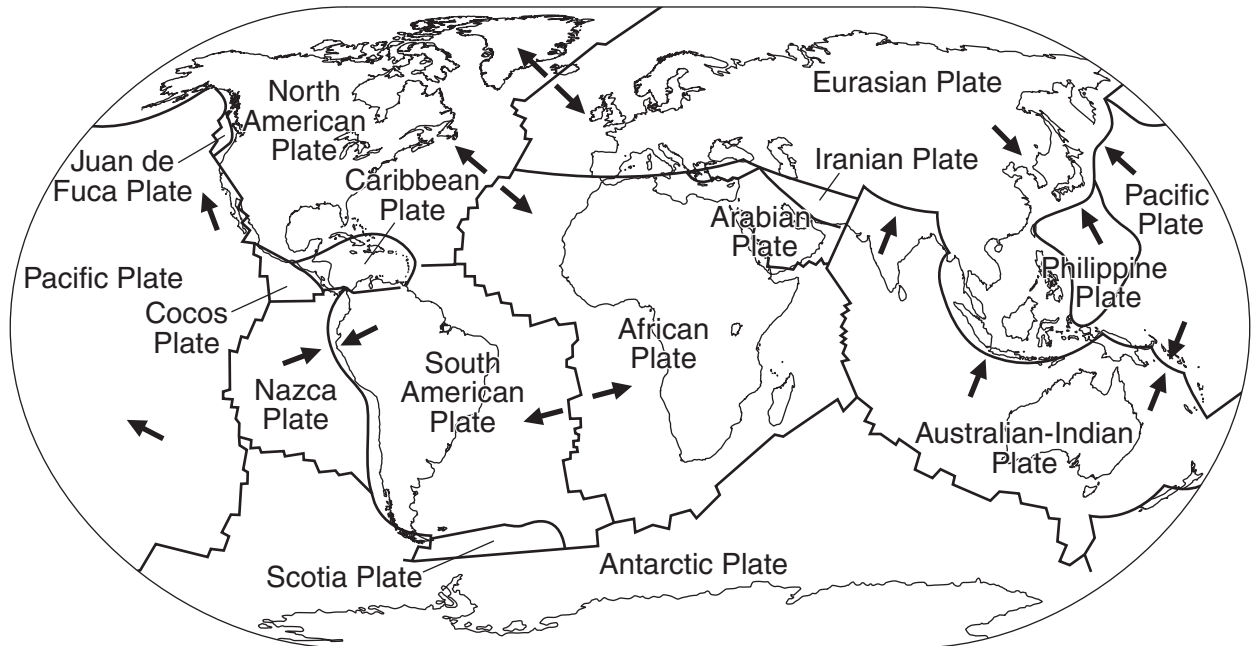 North
American
Plate
Eurasian Plate
Juan de
Fuca Plate
Caribbean
Plate
Iranian Plate
Arabian
Plate
Pacific
Plate
Pacific Plate
Cocos
Plate
Philippine
Plate
African
Plate
South
American
Plate
Nazca
Plate
Australian-Indian
Plate
Scotia Plate
Antarctic Plate